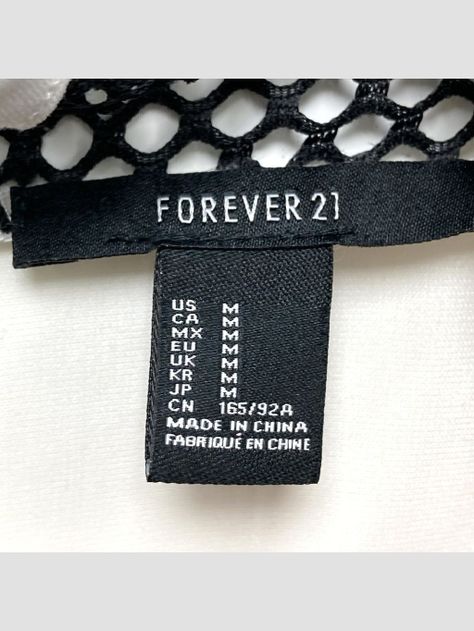 FOREVER 21
US M
CA M
MX M
EU M
UK M
KR M
JP M
CN 165/92A
MADE IN CHINA
FABRIQUÉ EN CHINE